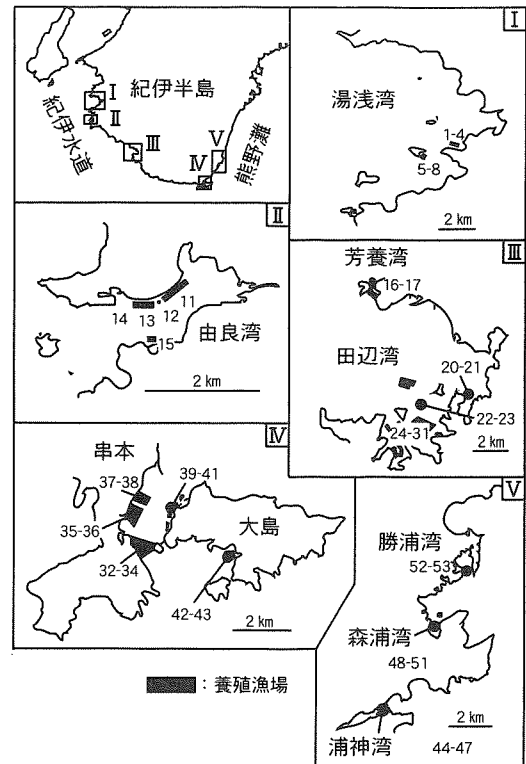 紀伊半島
紀伊水道
熊野灘
I
II
III
IV
V
I
湯浅湾
1-4
5-8
2 km
II
11
12
13
14
15
由良湾
2 km
III
芳養湾
16-17
田辺湾
20-21
22-23
24-31
2 km
IV
串本
37-38
39-41
35-36
大島
32-34
42-43
2 km
V
勝浦湾
52-53
森浦湾
48-51
2 km
浦神湾
44-47
:養殖漁場